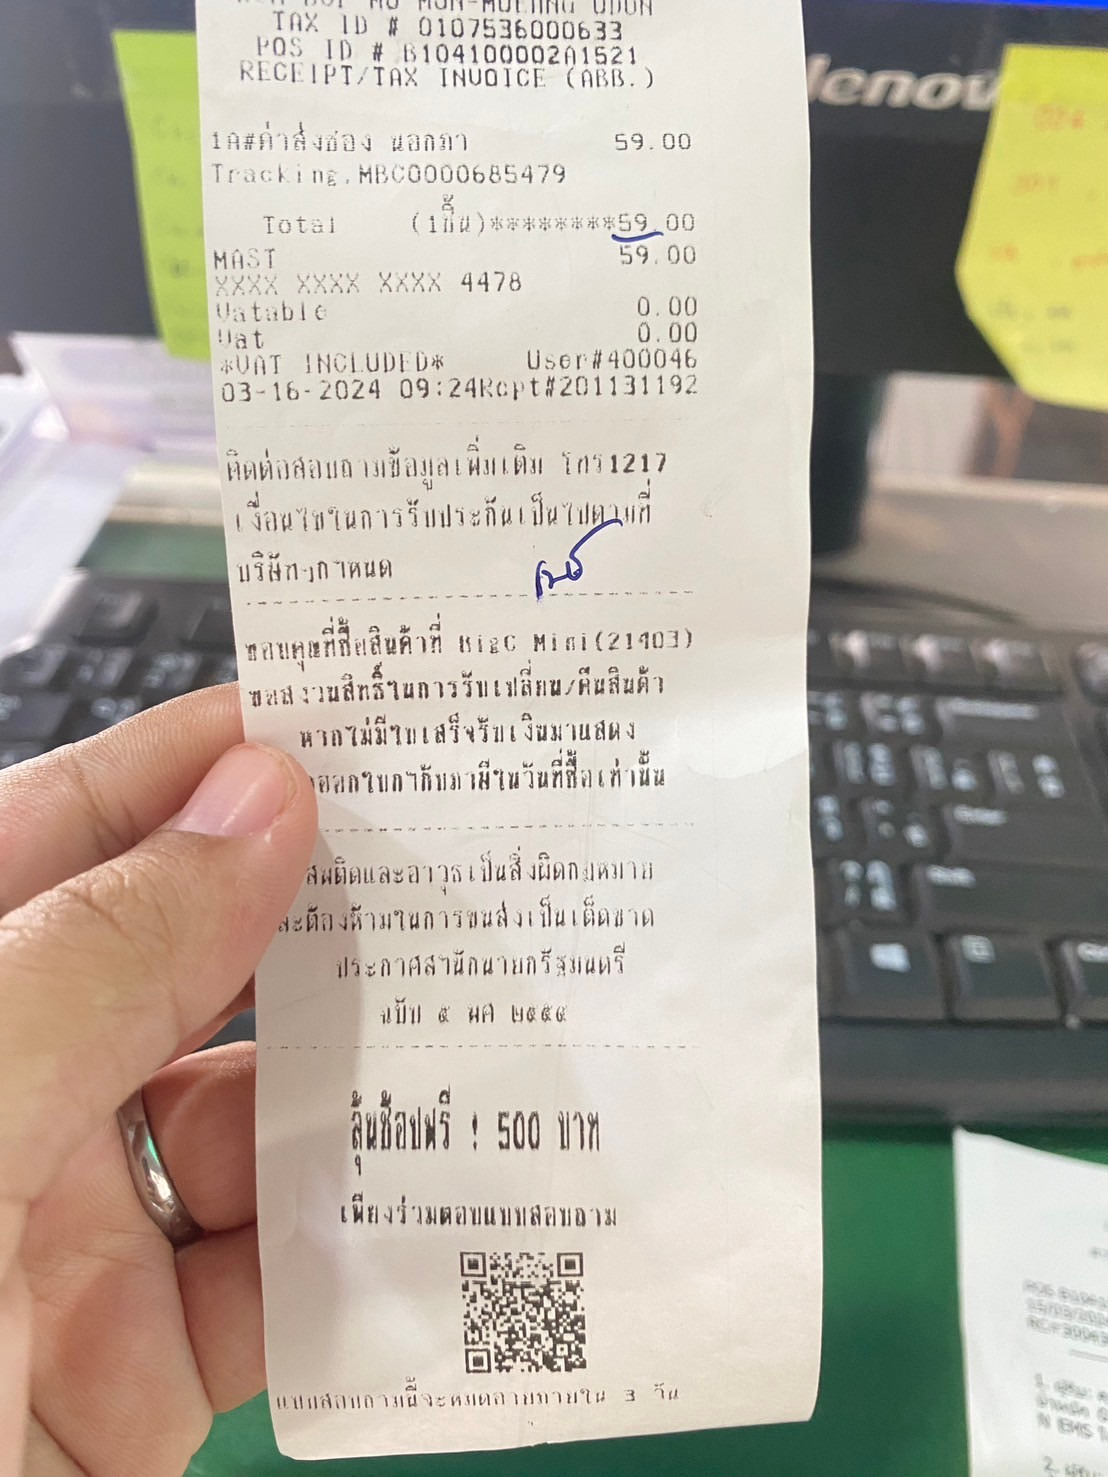 TAX ID # 0107536000633
POS ID # B104100002A1521
RECEIPT/TAX INVOICE (ABB.)
1A#ค่าส่งของ นอกภา 59.00
Tracking.MBC0000685479
Total (1ชิ้น)********59.00
MAST 59.00
XXXX XXXX XXXX 4478
Vatable 0.00
Vat 0.00
*VAT INCLUDED* User#400046
03-16-2024 09:24Rcpt#201131192
ติดต่อสอบถามข้อมูลเพิ่มเติม โทร1217
เงื่อนไขในการรับประกันเป็นไปตามที่
บริษัทฯกำหนด
ขอบคุณที่ซื้อสินค้าที่ BigC Mini(21403)
ขอสงวนสิทธิ์ในการรับเปลี่ยน/คืนสินค้า
หากไม่มีใบเสร็จรับเงินมาแสดง
ออกใบกำกับภาษีในวันที่ซื้อเท่านั้น
เสพติดและอาวุธเป็นสิ่งผิดกฎหมาย
และต้องห้ามในการขนส่งเป็นเด็ดขาด
ประกาศสำนักนายกรัฐมนตรี
ฉบับ ๕ พศ ๒๕๕๕
ลุ้นช้อปฟรี ! 500 บาท
เพียงร่วมตอบแบบสอบถาม
แบบสอบถามนี้จะหมดอายุภายใน 3 วัน
lenovo